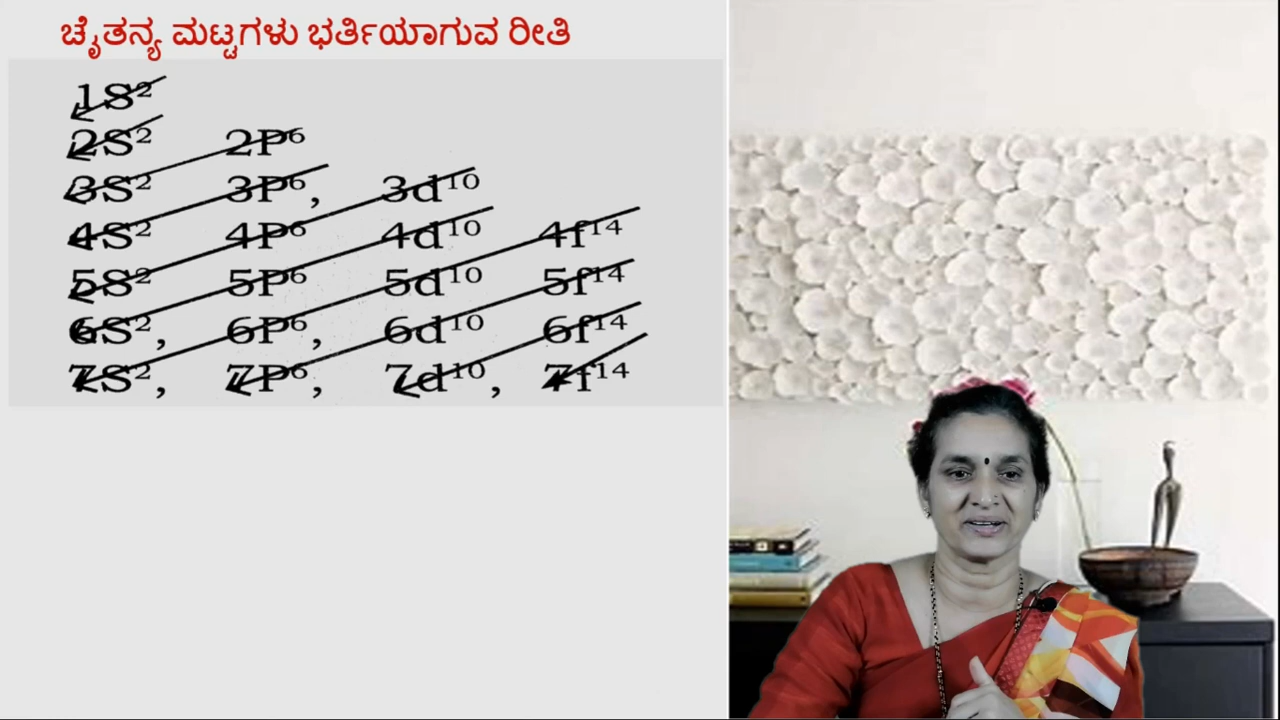 ಚೈತನ್ಯ ಮಟ್ಟಗಳು ಭರ್ತಿಯಾಗುವ ರೀತಿ
1S²
2S² 2P⁶
3S² 3P⁶, 3d¹⁰
4S² 4P⁶ 4d¹⁰ 4f¹⁴
5S² 5P⁶ 5d¹⁰ 5f¹⁴
6S², 6P⁶, 6d¹⁰ 6f¹⁴
7S², 7P⁶, 7d¹⁰, 7f¹⁴